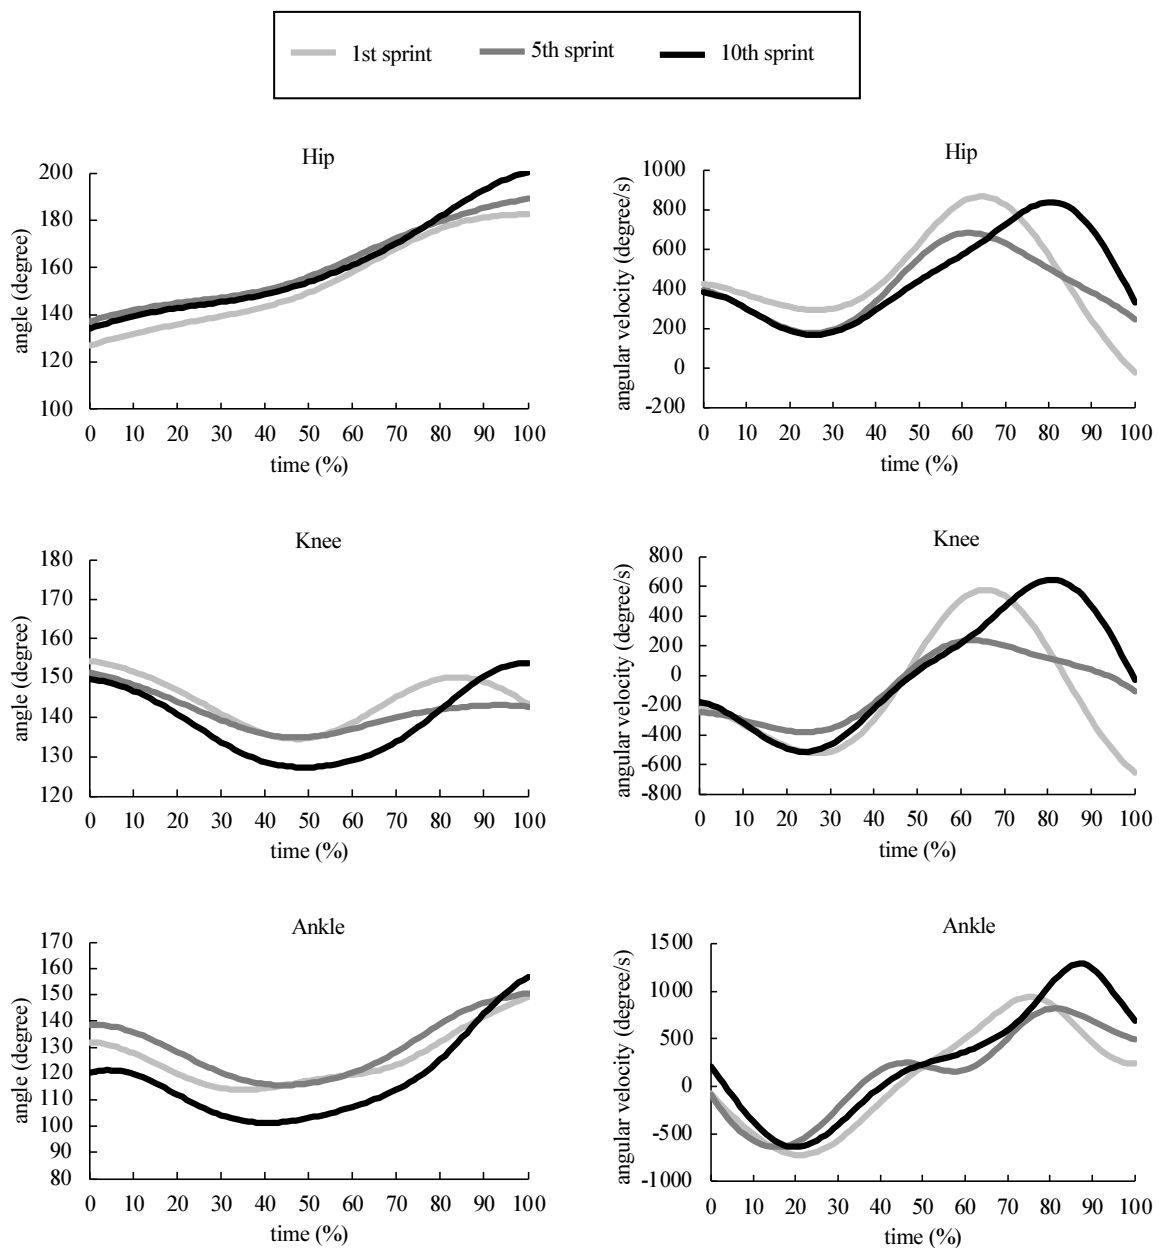 1st sprint 5th sprint 10th sprint
Hip
angle (degree)
200
180
160
140
120
100
0 10 20 30 40 50 60 70 80 90 100
time (%)
Hip
angular velocity (degree/s)
1000
800
600
400
200
0
-200
0 10 20 30 40 50 60 70 80 90 100
time (%)
Knee
angle (degree)
180
170
160
150
140
130
120
0 10 20 30 40 50 60 70 80 90 100
time (%)
Knee
angular velocity (degree/s)
800
600
400
200
0
-200
-400
-600
-800
0 10 20 30 40 50 60 70 80 90 100
time (%)
Ankle
angle (degree)
170
160
150
140
130
120
110
100
90
80
0 10 20 30 40 50 60 70 80 90 100
time (%)
Ankle
angular velocity (degree/s)
1500
1000
500
0
-500
-1000
0 10 20 30 40 50 60 70 80 90 100
time (%)